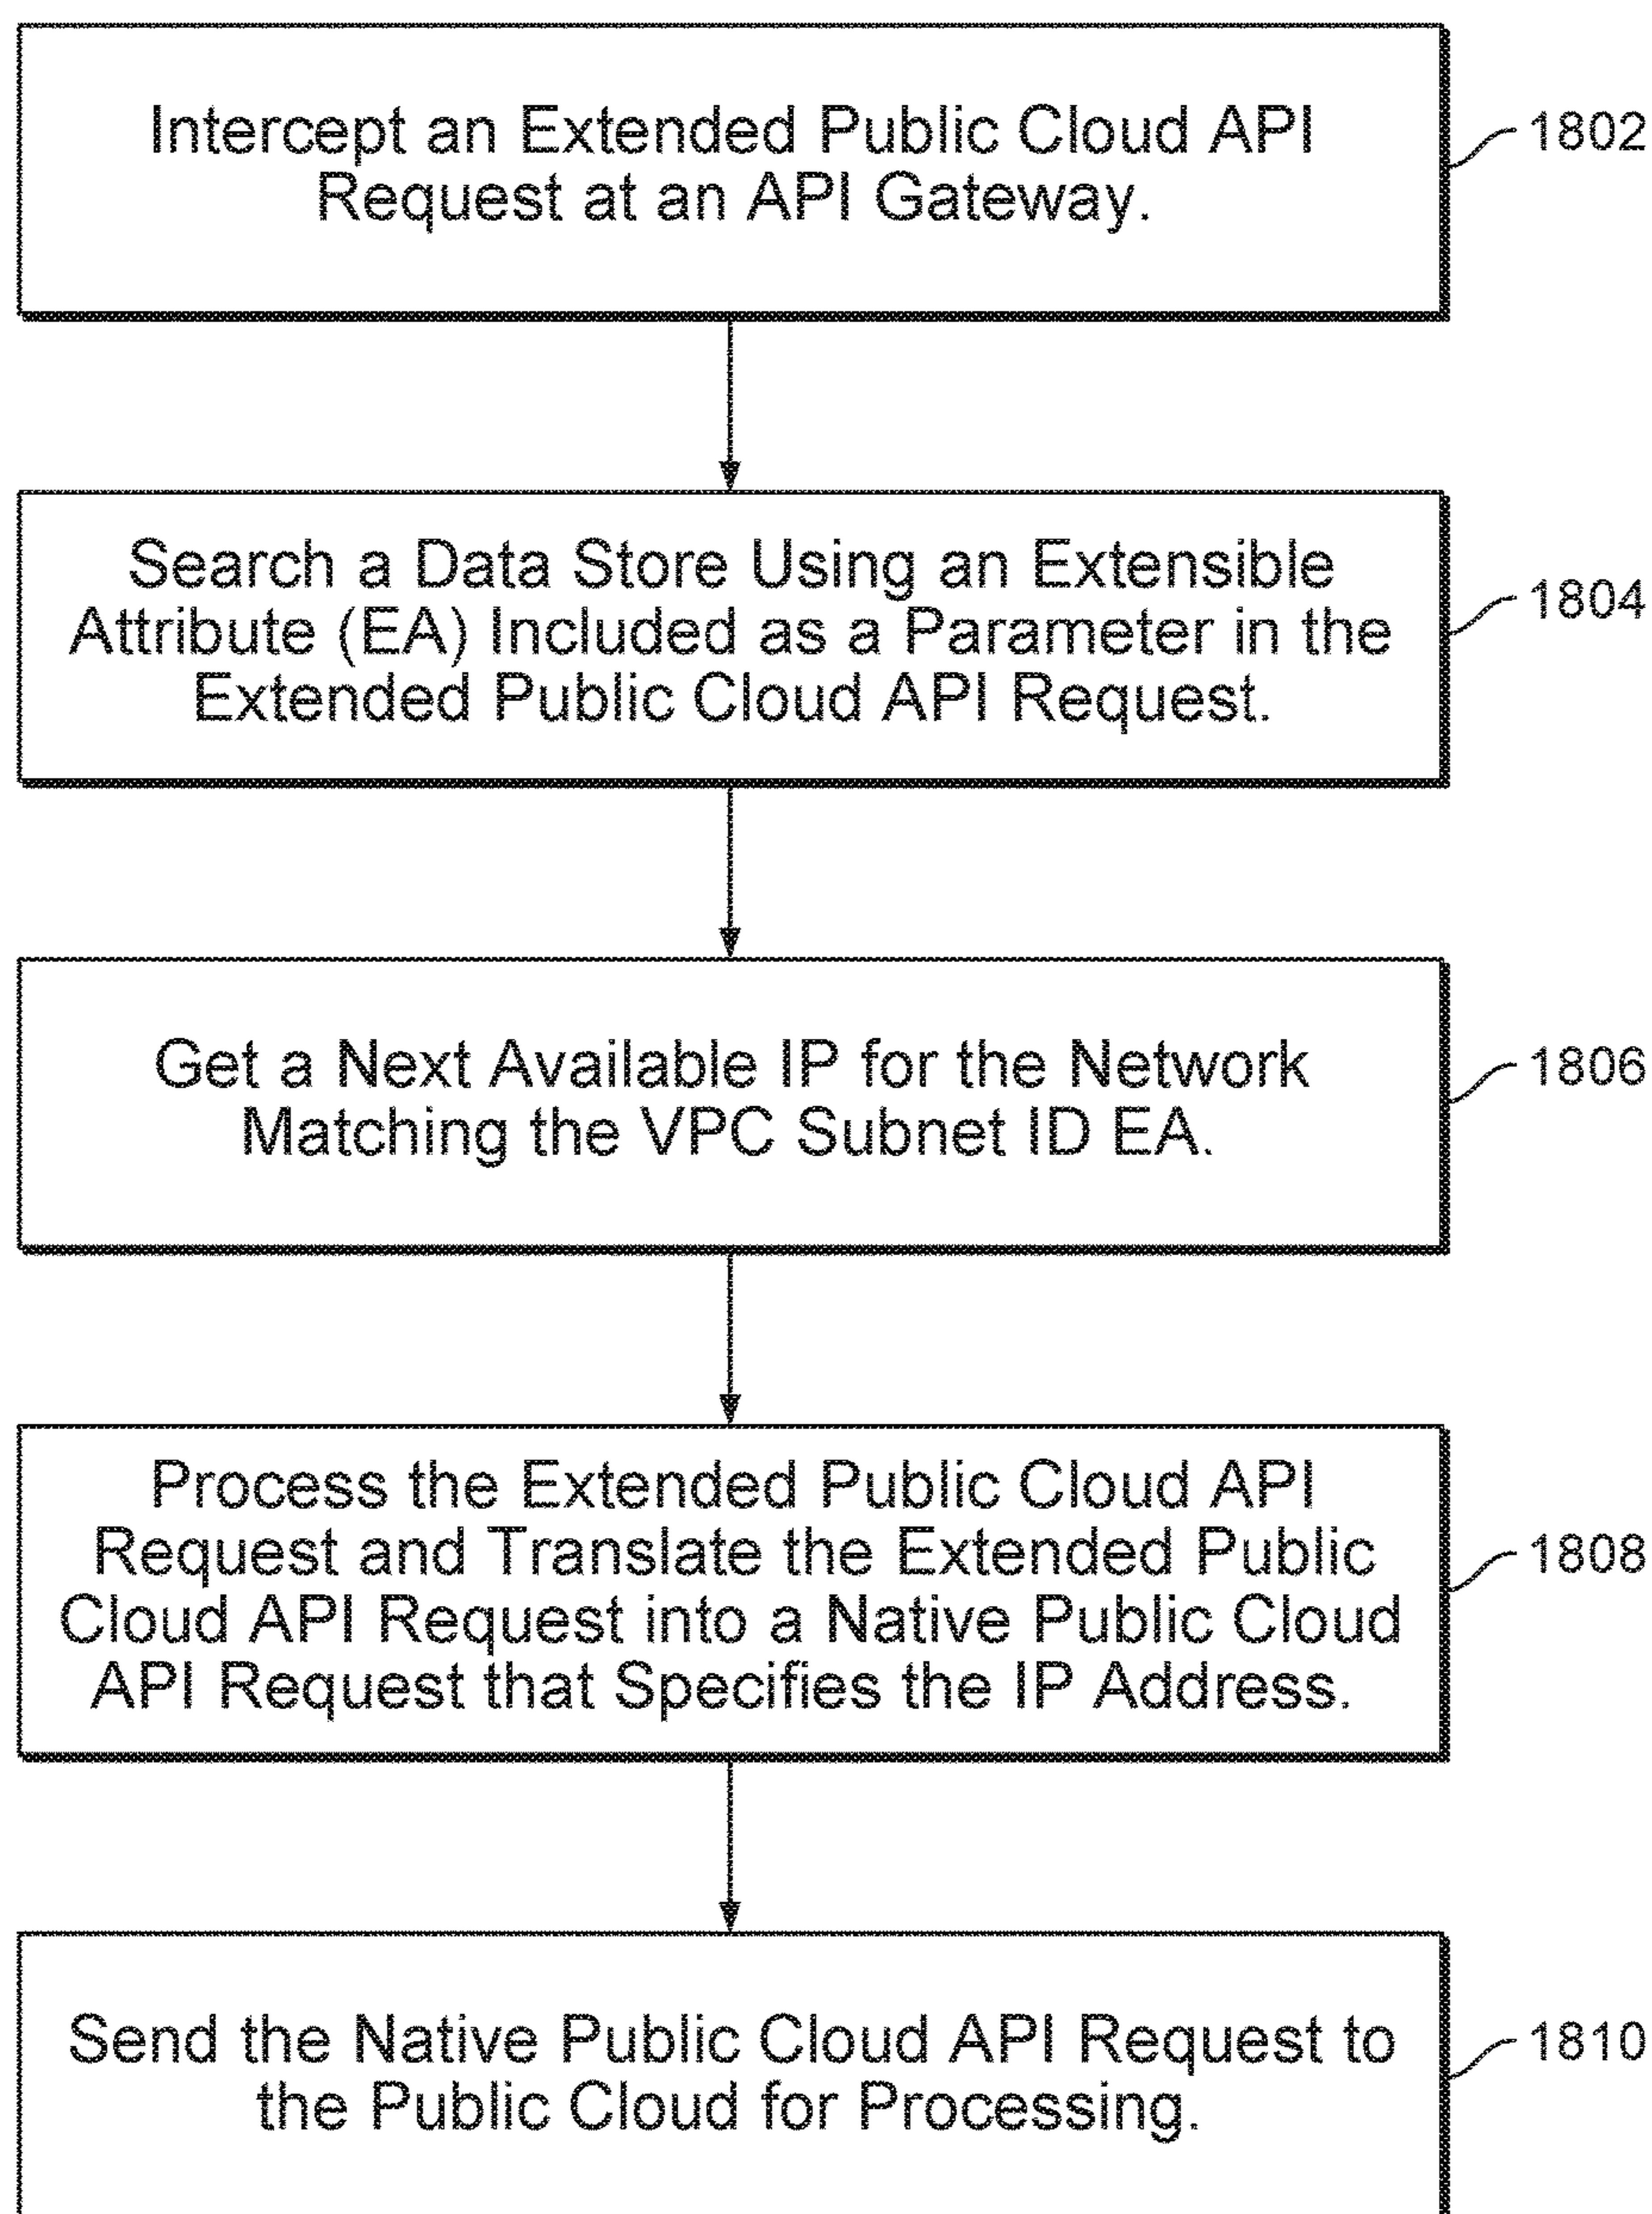 Intercept an Extended Public Cloud API
Request at an API Gateway.
1802
Search a Data Store Using an Extensible
Attribute (EA) Included as a Parameter in the
Extended Public Cloud API Request.
1804
Get a Next Available IP for the Network
Matching the VPC Subnet ID EA.
1806
Process the Extended Public Cloud API
Request and Translate the Extended Public
Cloud API Request into a Native Public Cloud
API Request that Specifies the IP Address.
1808
Send the Native Public Cloud API Request to
the Public Cloud for Processing.
1810